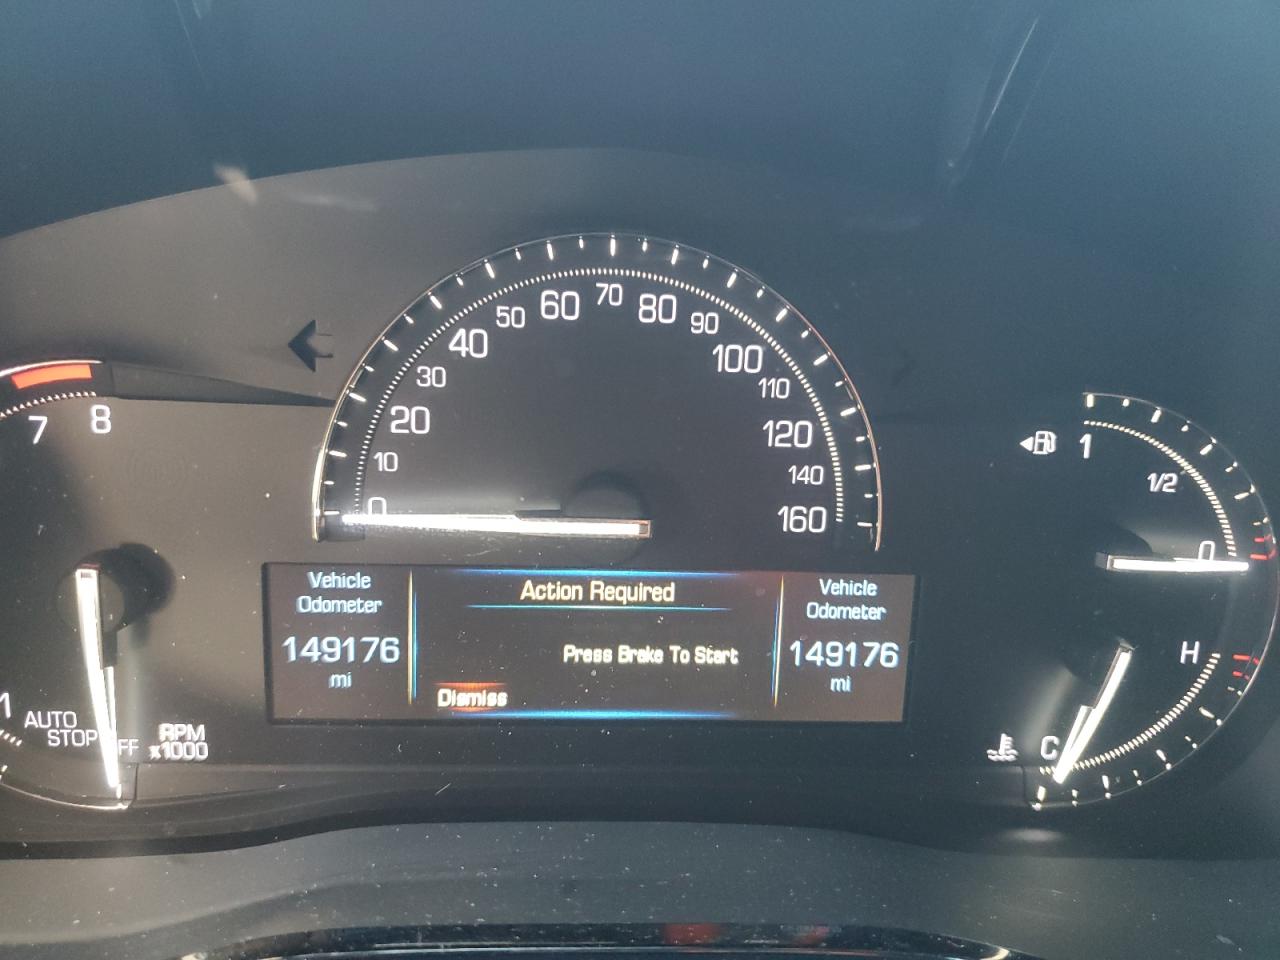 7
8
1
AUTO
STOP
FF
RPM
x1000
0
10
20
30
40
50
60
70
80
90
100
110
120
140
160
Vehicle
Odometer
149176
mi
Action Required
Press Brake To Start
Dismiss
Vehicle
Odometer
149176
mi
1
1/2
0
H
C